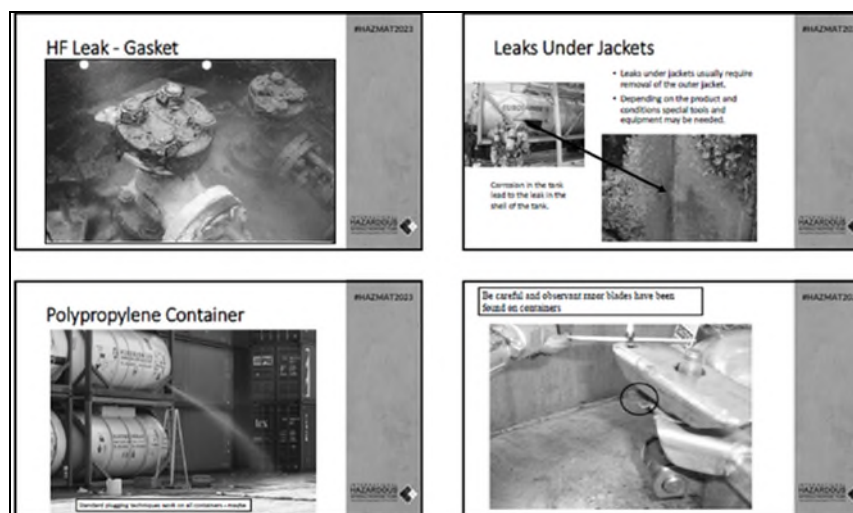 HF Leak - Gasket
#HAZMAT2023
Leaks Under Jackets
• Leaks under jackets usually require
removal of the outer jacket.
• Depending on the product and
conditions special tools and
equipment may be needed.
Corrosion in the tank
lead to the leak in the
shell of the tank.
HAZARDOUS
HAZARDOUS
Polypropylene Container
#HAZMAT2023
Standard plugging techniques work on all containers - maybe
HAZARDOUS
Be careful and observant razor blades have been
found on containers
HAZARDOUS